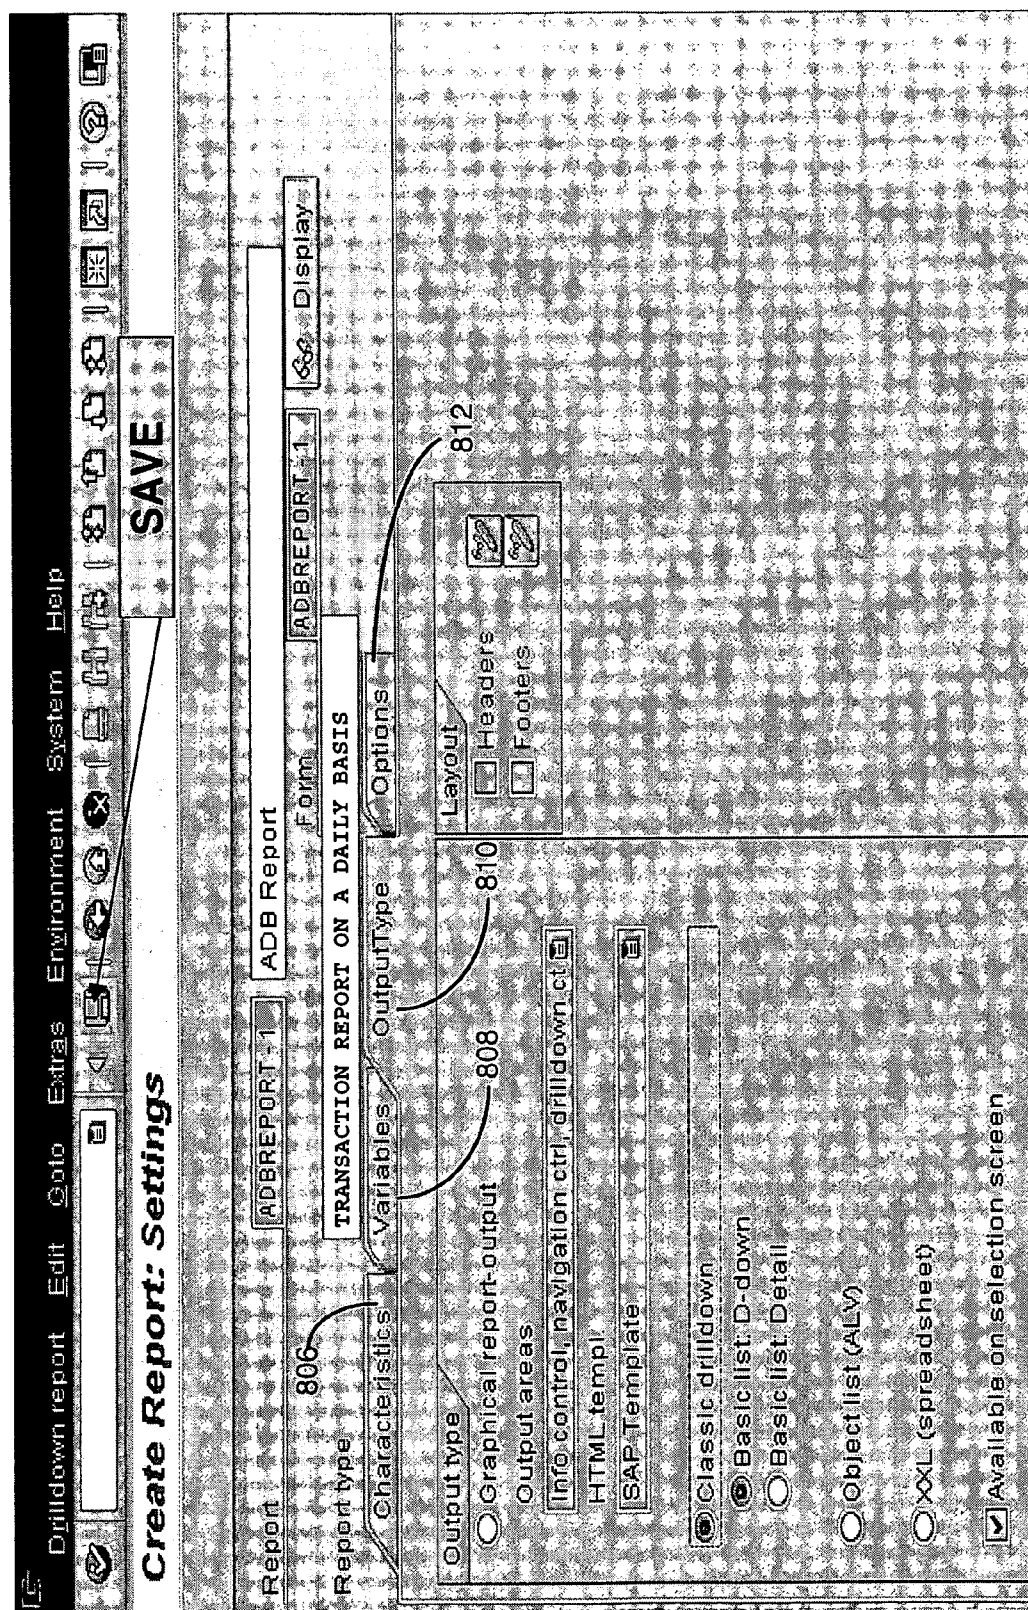 Drilldown report Edit Goto Extras Environment System Help
SAVE
Create Report: Settings
Report ADBREPORT-1 ADB Report
Form ADBREPORT-1 Display
Report type TRANSACTION REPORT ON A DAILY BASIS
806
Characteristics Variables OutputType Options
808
810
812
Output type
Graphical report-output
Output areas
Info control, navigation ctrl, drilldown ct
HTML templ.
SAP-Template
Classic drilldown
Basic list: D-down
Basic list: Detail
Object list (ALV)
XXL (spreadsheet)
Available on selection screen
Layout
Headers
Footers